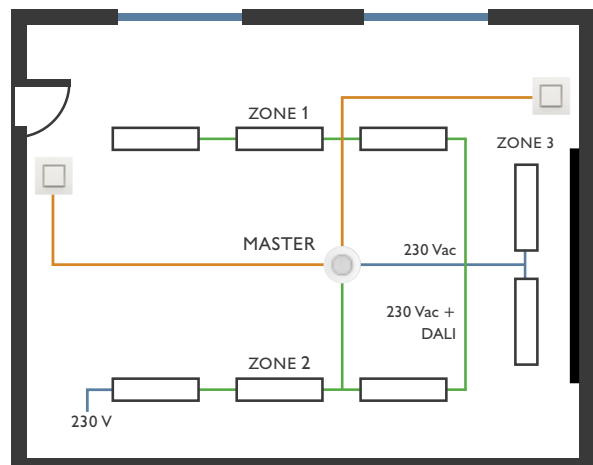 ZONE 1
ZONE 3
MASTER
230 Vac
230 Vac +
DALI
ZONE 2
230 V